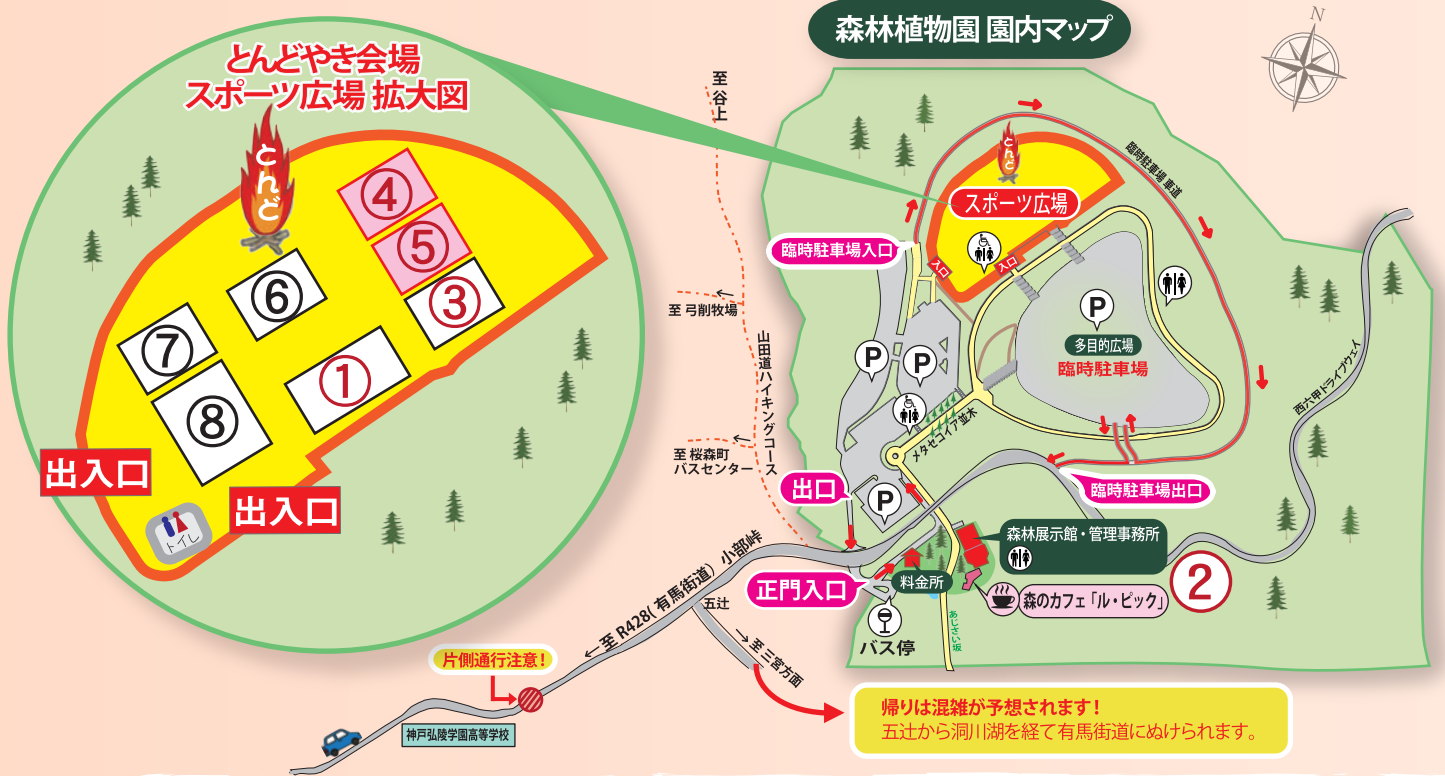 森林植物園 園内マップ
N
とんどやき会場
スポーツ広場 拡大図
とんど
④
⑤
③
⑥
⑦
①
⑧
出入口
出入口
トイレ
至 谷上
とんど
スポーツ広場
臨時駐車場 車道
臨時駐車場入口
入口
入口
至 弓削牧場
山田道ハイキングコース
至 桜森町
バスセンター
P
P
P
多目的広場
臨時駐車場
メタセコイア並木
西六甲ドライブウェイ
出口
P
臨時駐車場出口
森林展示館・管理事務所
②
正門入口
料金所
森のカフェ「ル・ピック」
あじさい坂
バス停
←至 R428(有馬街道) 小部峠
五辻
→至 三宮方面
片側通行注意!
神戸弘陵学園高等学校
帰りは混雑が予想されます!
五辻から洞川湖を経て有馬街道にぬけられます。